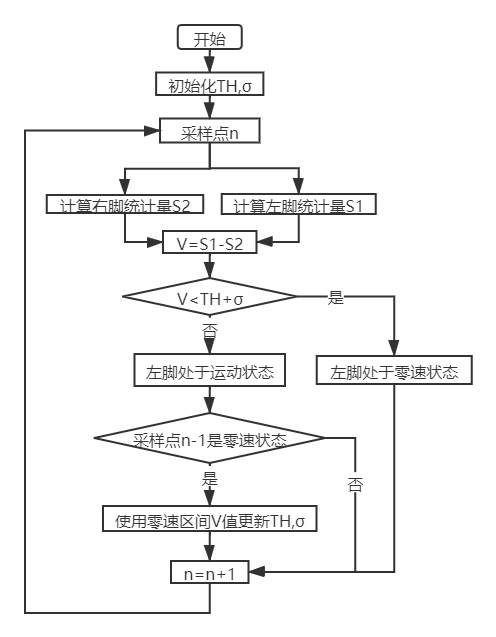 开始
初始化TH,σ
采样点n
计算右脚统计量S2
计算左脚统计量S1
V=S1-S2
V<TH+σ
是
否
左脚处于运动状态
左脚处于零速状态
采样点n-1是零速状态
是
否
使用零速区间V值更新TH,σ
n=n+1